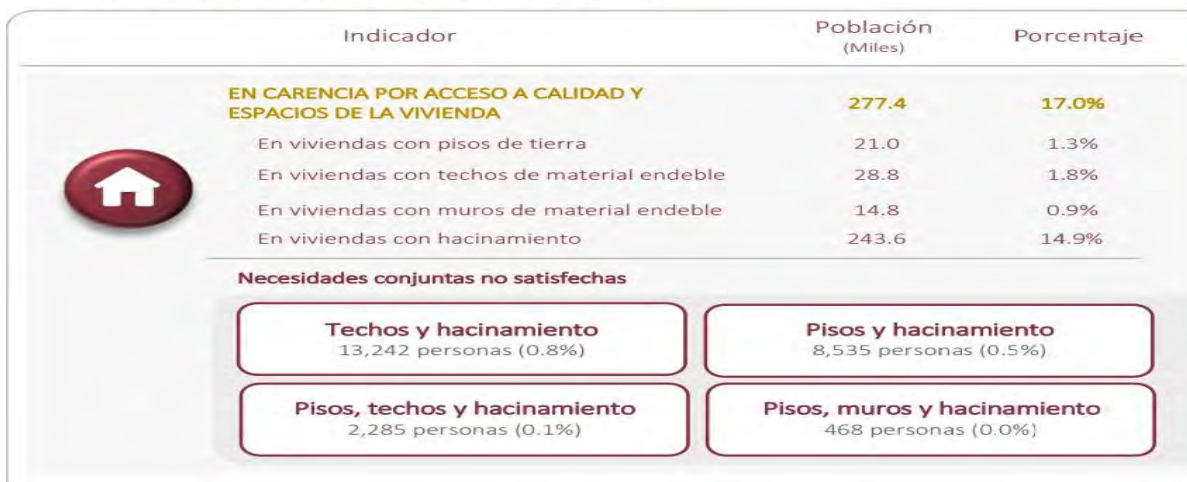 Indicador Población (Miles) Porcentaje
EN CARENCIA POR ACCESO A CALIDAD Y
ESPACIOS DE LA VIVIENDA 277.4 17.0%
En viviendas con pisos de tierra 21.0 1.3%
En viviendas con techos de material endeble 28.8 1.8%
En viviendas con muros de material endeble 14.8 0.9%
En viviendas con hacinamiento 243.6 14.9%
Necesidades conjuntas no satisfechas
Techos y hacinamiento
13,242 personas (0.8%)
Pisos y hacinamiento
8,535 personas (0.5%)
Pisos, techos y hacinamiento
2,285 personas (0.1%)
Pisos, muros y hacinamiento
468 personas (0.0%)